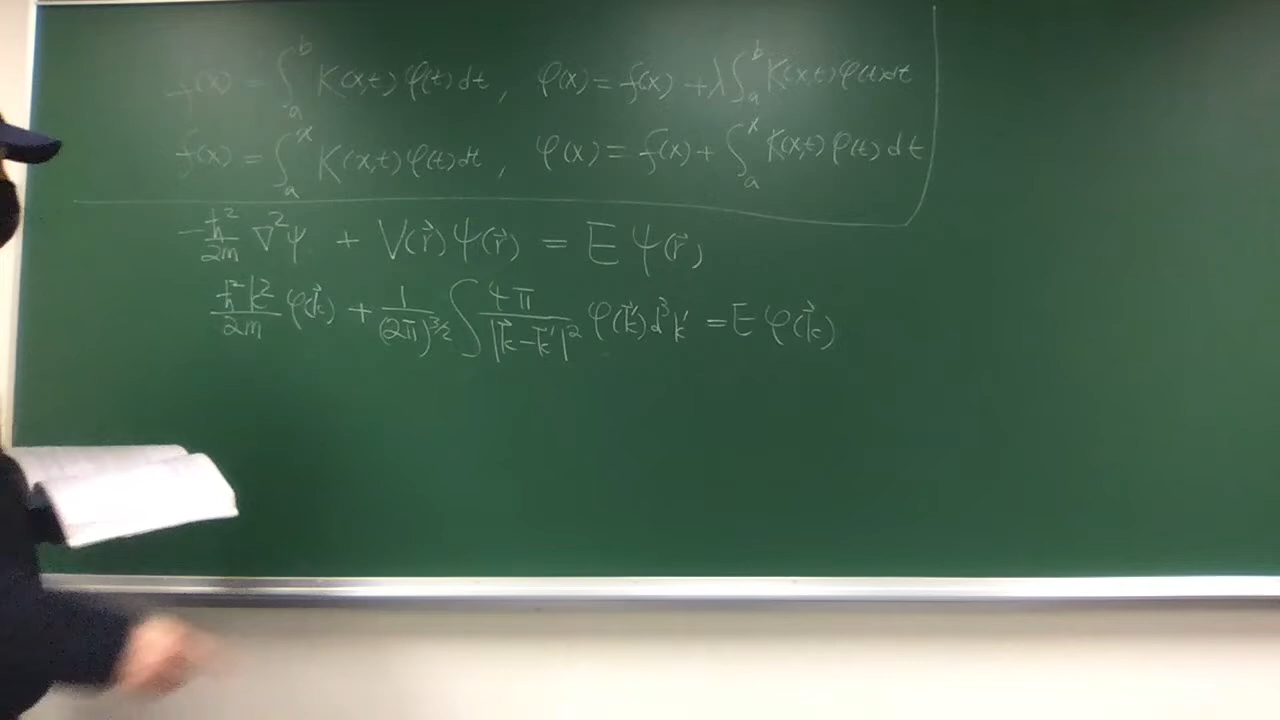 f(x) = ∫_a^b K(x,t) φ(t) dt , φ(x) = f(x) + λ∫_a^b K(x,t) φ(t) dt
f(x) = ∫_a^x K(x,t) φ(t) dt , φ(x) = f(x) + ∫_a^x K(x,t) φ(t) dt
-ħ²/2m ∇²ψ + V(r⃗) ψ(r⃗) = E ψ(r⃗)
ħ²k²/2m φ(k⃗) + 1/(2π)^{3/2} ∫ 4π/|k⃗-k⃗'|² φ(k⃗') d³k' = E φ(k⃗)